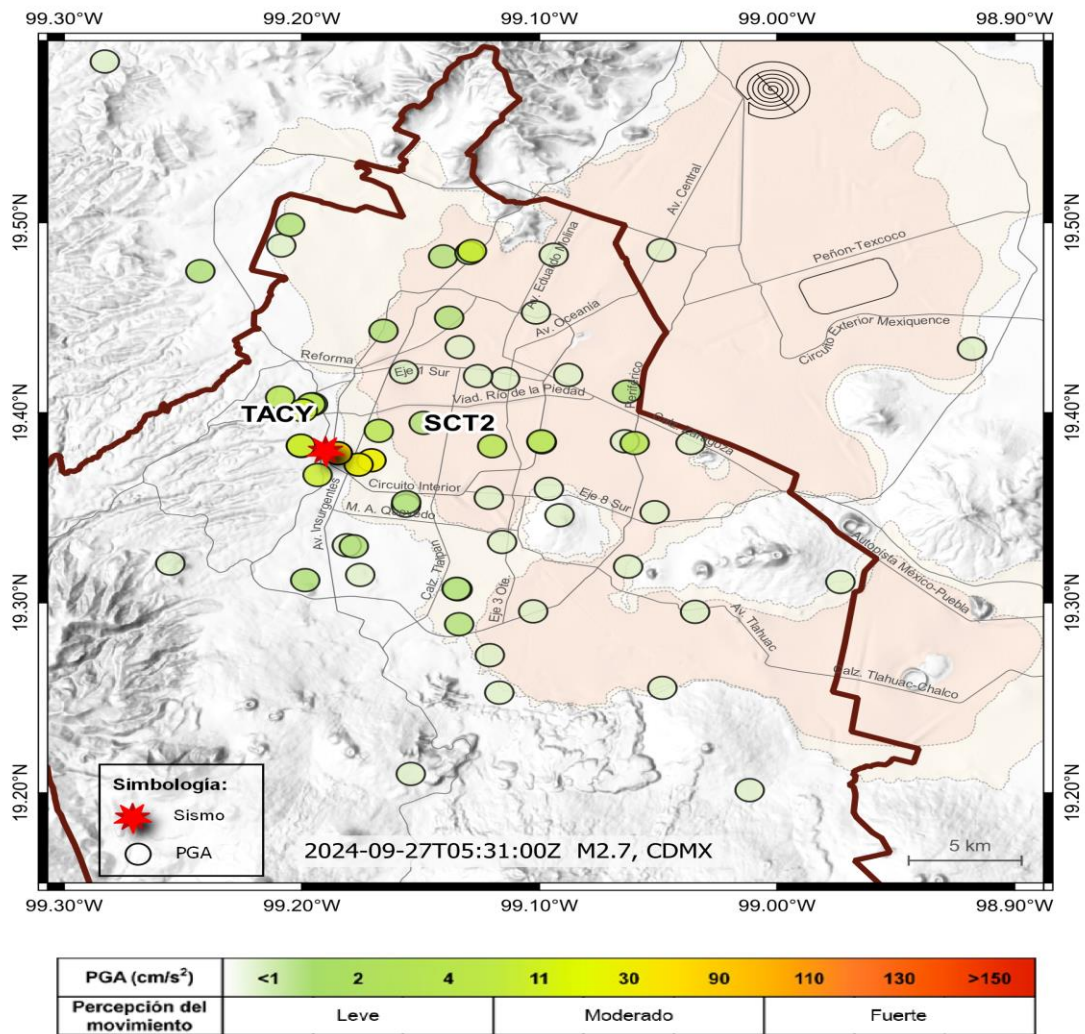 99.30°W 99.20°W 99.10°W 99.00°W 98.90°W
19.50°N
19.50°N
Av. Central
Peñon-Texcoco
Av. Eduardo Molina
Av. Oceanía
Circuito Exterior Mexiquence
Reforma
Eje 1 Sur
Periférico
Viad. Río de la Piedad
19.40°N
19.40°N
TACY
SCT2
Calz. Zaragoza
Circuito Interior
Eje 8 Sur
Av. Insurgentes
M. A. Quevedo
Autopista México-Puebla
Calz. Tlalpan
Eje 3 Ote.
19.30°N
19.30°N
Av. Tlahuac
Calz. Tlahuac-Chalco
19.20°N
19.20°N
Simbología:
Sismo
PGA
2024-09-27T05:31:00Z M2.7, CDMX
5 km
99.30°W 99.20°W 99.10°W 99.00°W 98.90°W
PGA (cm/s²) <1 2 4 11 30 90 110 130 >150
Percepción del
movimiento
Leve Moderado Fuerte